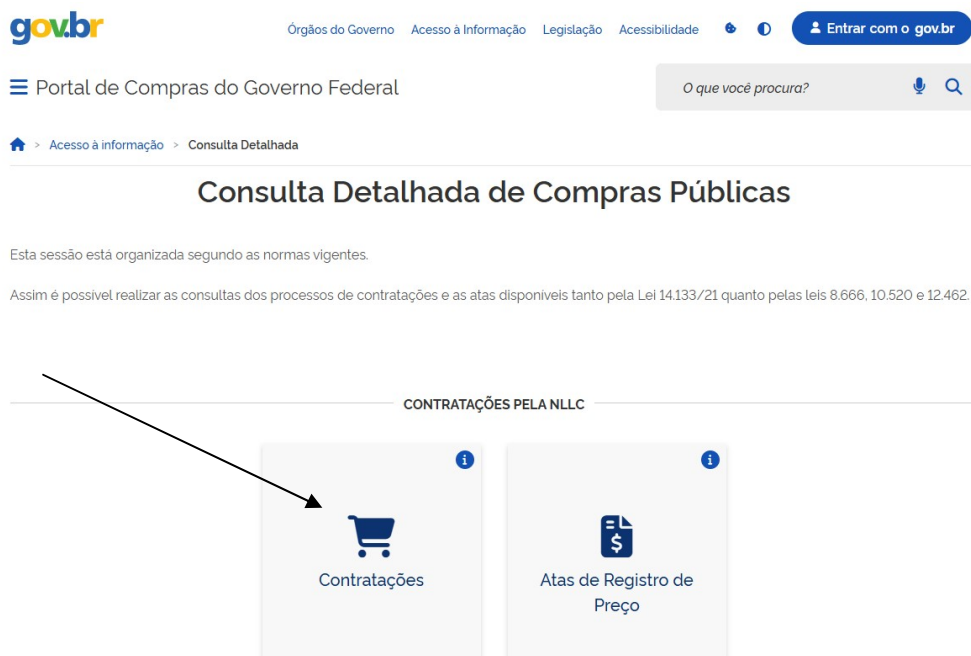 gov.br
Órgãos do Governo Acesso à Informação Legislação Acessibilidade Entrar com o gov.br
Portal de Compras do Governo Federal
O que você procura?
> Acesso à informação > Consulta Detalhada
Consulta Detalhada de Compras Públicas
Esta sessão está organizada segundo as normas vigentes.
Assim é possível realizar as consultas dos processos de contratações e as atas disponíveis tanto pela Lei 14.133/21 quanto pelas leis 8.666, 10.520 e 12.462.
CONTRATAÇÕES PELA NLLC
Contratações
Atas de Registro de
Preço